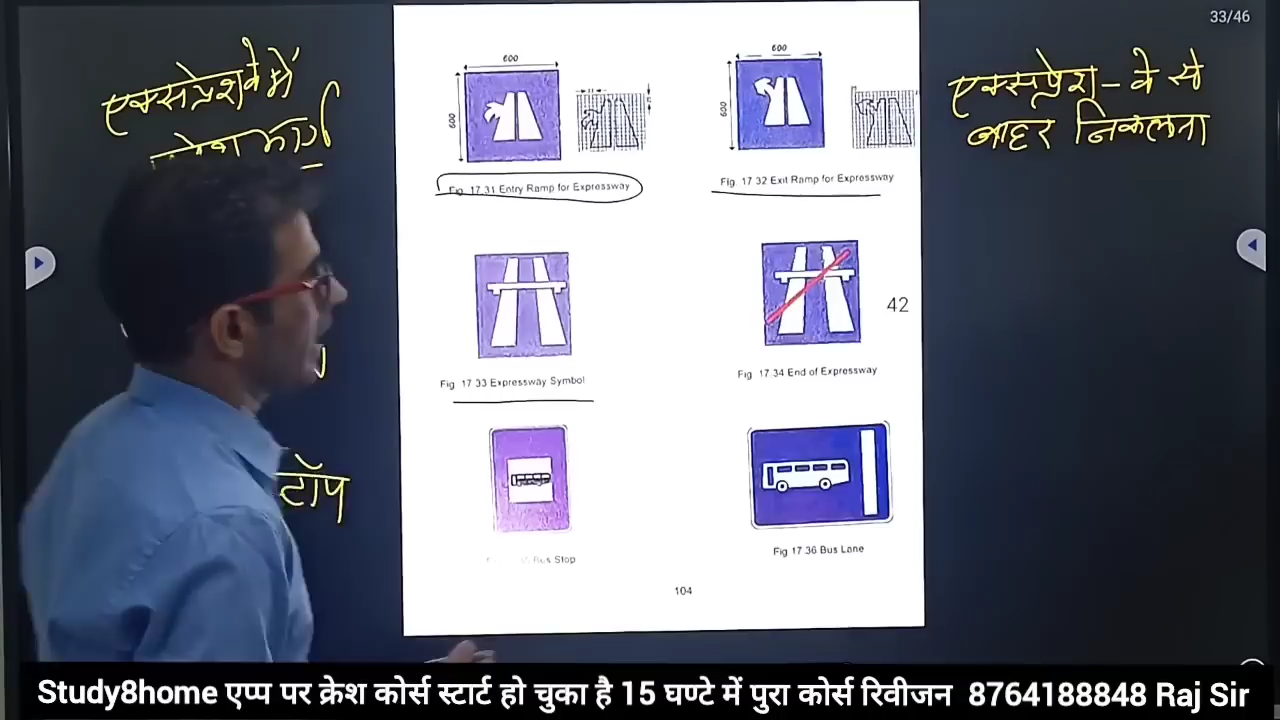 33/46
एक्सप्रेशवे में
एक्सप्रेश-वे से
बाहर निकलना
600
600
600
600
Fig. 17.31 Entry Ramp for Expressway
Fig. 17 32 Exit Ramp for Expressway
42
Fig 17 33 Expressway Symbol
Fig 17 34 End of Expressway
टॉप
Bus Stop
Fig 17 36 Bus Lane
104
Study8home एप्प पर क्रेश कोर्स स्टार्ट हो चुका है 15 घण्टे में पुरा कोर्स रिवीजन 8764188848 Raj Sir